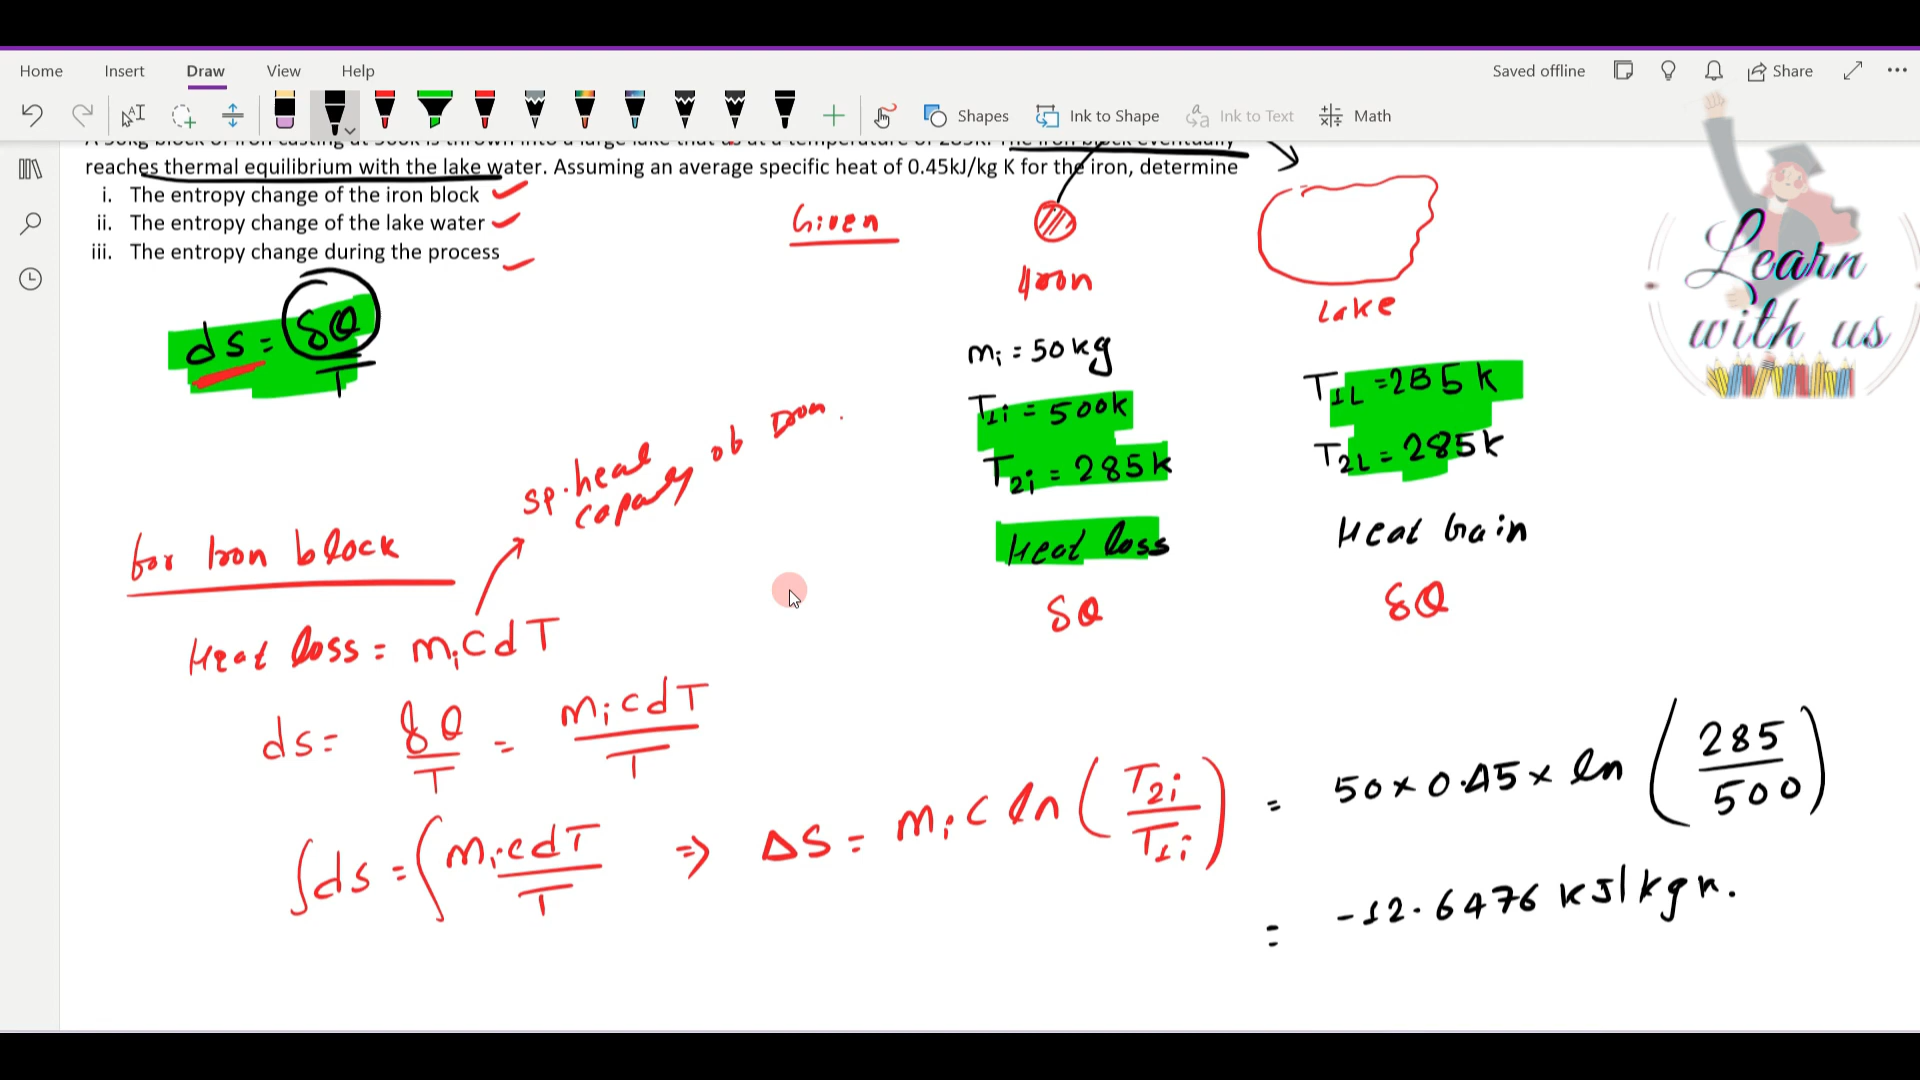 Home Insert Draw View Help
Saved offline
Share
Shapes Ink to Shape Ink to Text Math
reaches thermal equilibrium with the lake water. Assuming an average specific heat of 0.45kJ/kg K for the iron, determine
i. The entropy change of the iron block
ii. The entropy change of the lake water
iii. The entropy change during the process
Given
Iron
Lake
Learn
with us
ds = δQ/T
m₁ = 50 kg
T₁ᵢ = 500k
T₂ᵢ = 285k
Heat loss
δQ
T₁L = 285 k
T₂L = 285k
Heat Gain
δQ
sp. heat
capacity of Iron.
for Iron block
Heat loss = mᵢCdT
ds = δQ/T = mᵢcdT/T
∫ds = ∫mᵢcdT/T ⇒ ΔS = mᵢC ln (T₂ᵢ/T₁ᵢ) = 50 × 0.45 × ln (285/500)
= -12.6476 kJ/kgK.